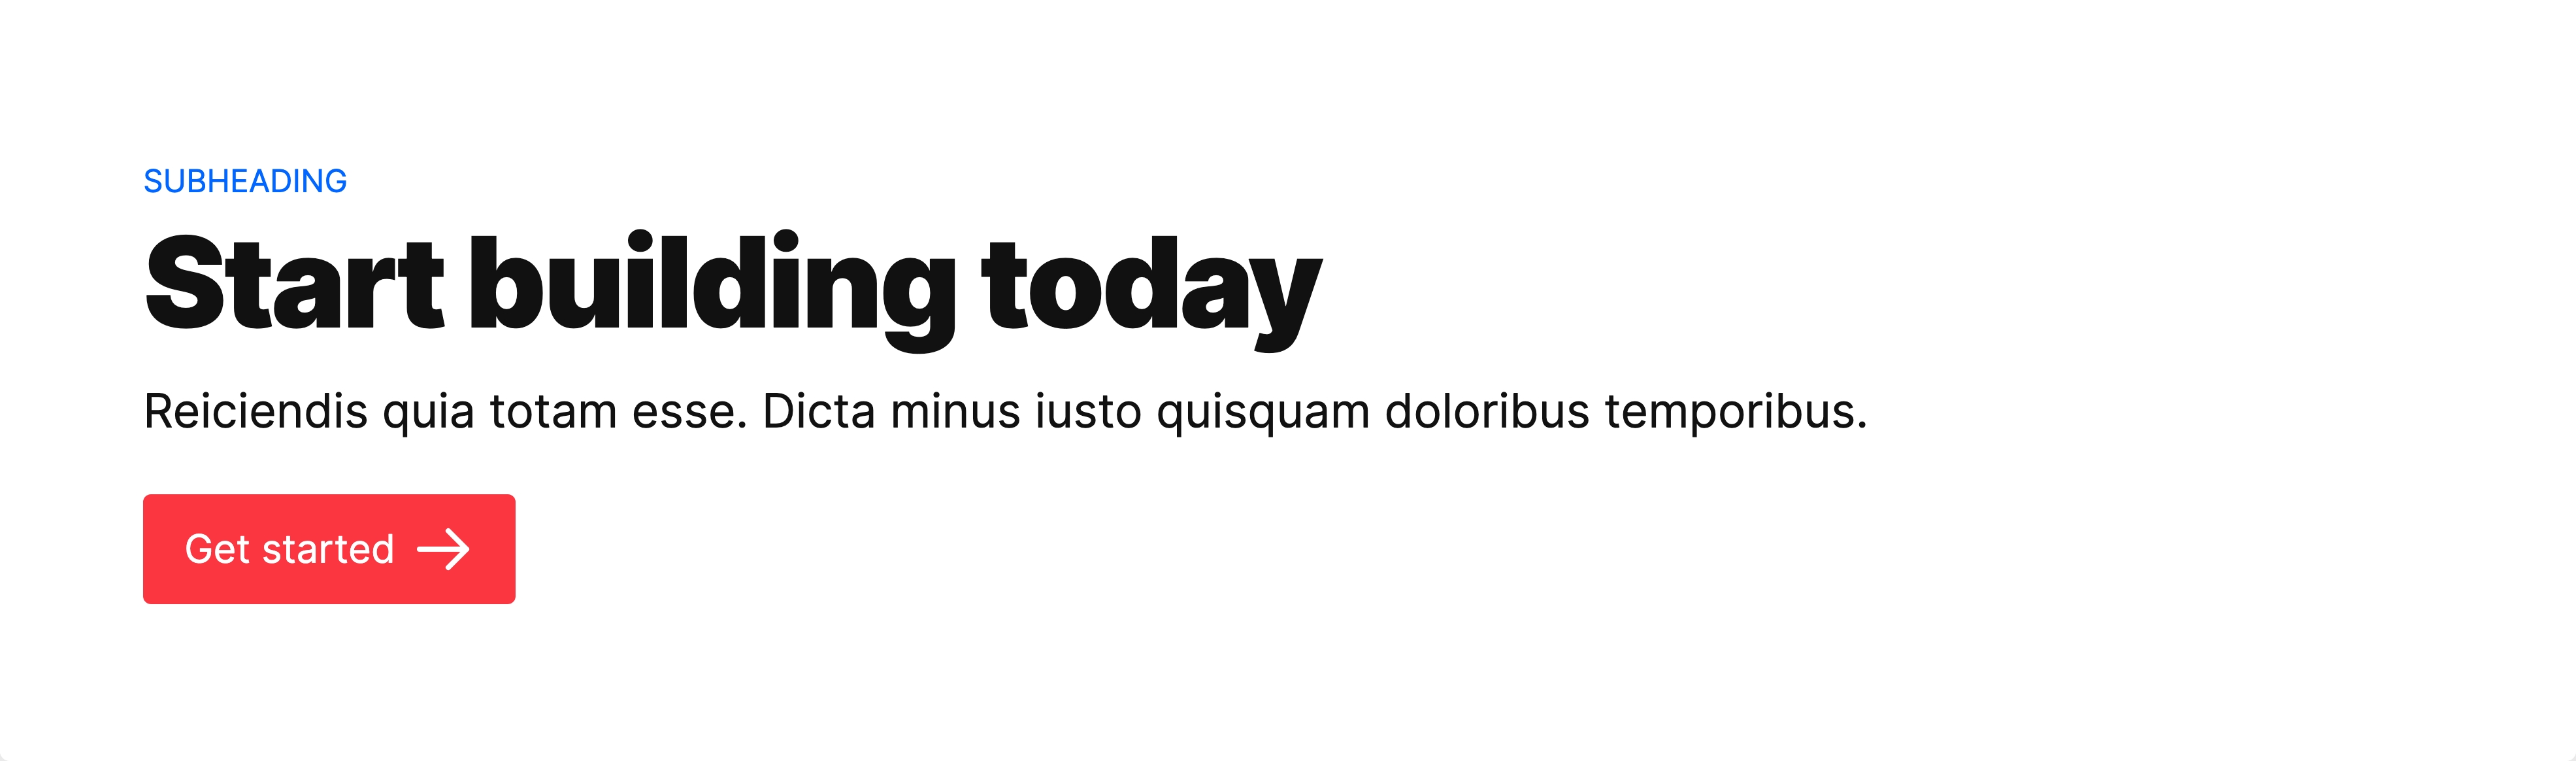 SUBHEADING
Start building today
Reiciendis quia totam esse. Dicta minus iusto quisquam doloribus temporibus.
Get started